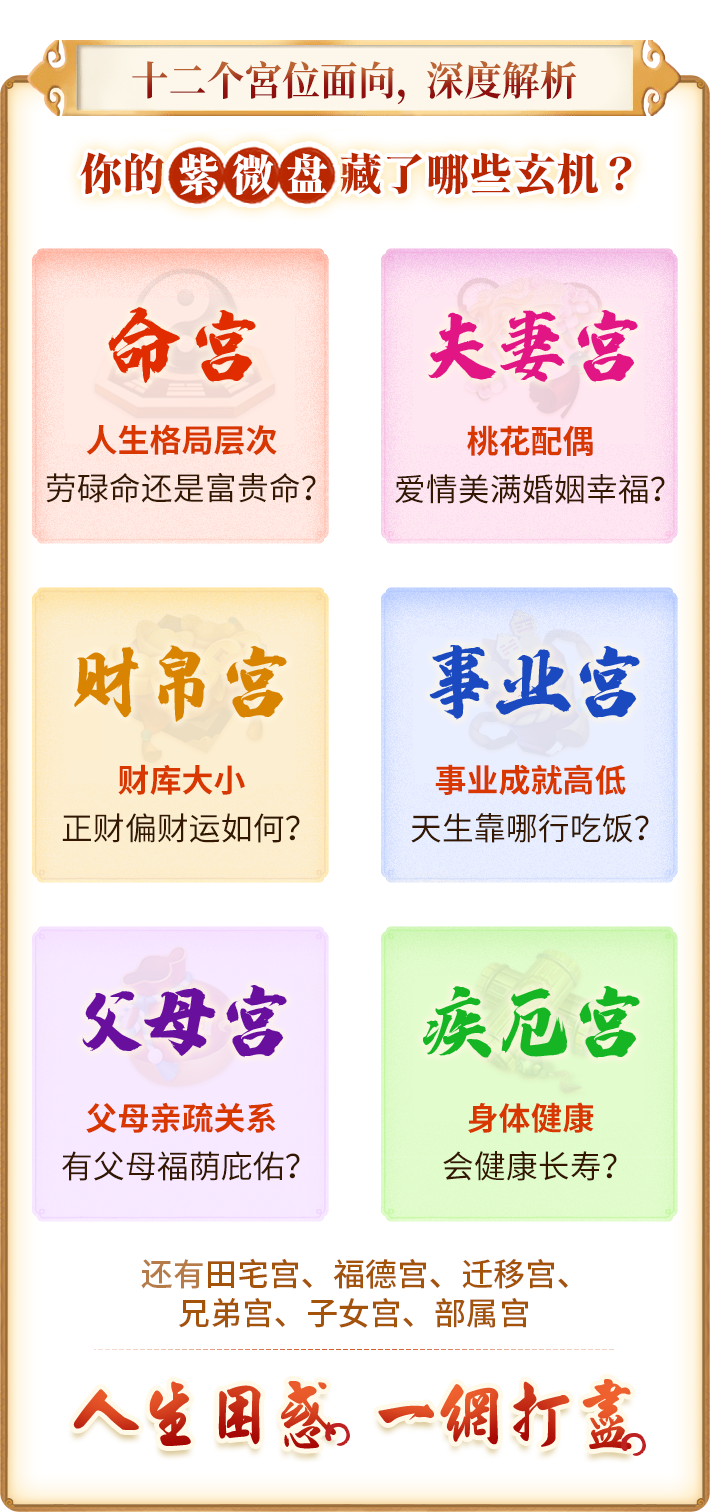 十二个宫位面向，深度解析
你的紫微盘藏了哪些玄机？
命宫
人生格局层次
劳碌命还是富贵命？
夫妻宫
桃花配偶
爱情美满婚姻幸福？
财帛宫
财库大小
正财偏财运如何？
事业宫
事业成就高低
天生靠哪行吃饭？
父母宫
父母亲疏关系
有父母福荫庇佑？
疾厄宫
身体健康
会健康长寿？
还有田宅宫、福德宫、迁移宫、
兄弟宫、子女宫、部属宫
人生困惑 一網打盡